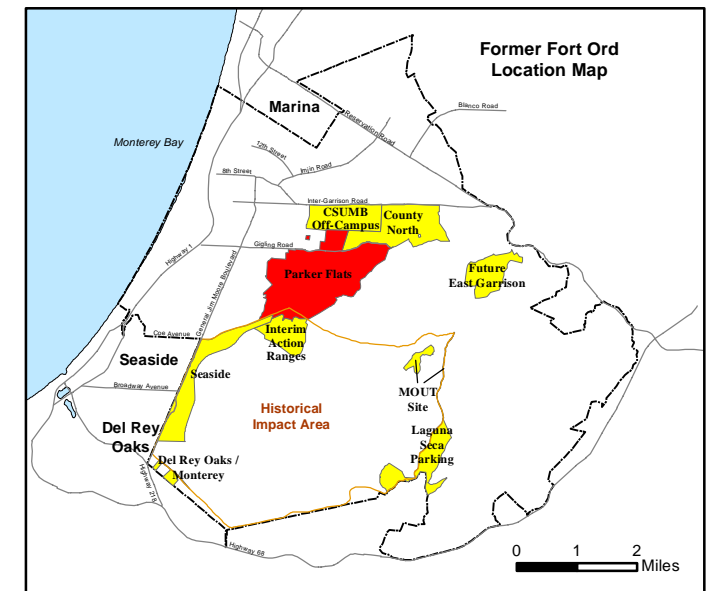 Former Fort Ord
Location Map
Marina
Blanco Road
Reservation Road
Monterey Bay
12th Street
8th Street
Imjin Road
Inter-Garrison Road
CSUMB
Off-Campus
County
North
Gigling Road
Highway 1
General Jim Moore Boulevard
Parker Flats
Future
East Garrison
Coe Avenue
Interim
Action
Ranges
Seaside
Seaside
Broadway Avenue
MOUT
Site
Historical
Impact Area
Del Rey
Oaks
Laguna
Seca
Parking
Del Rey Oaks /
Monterey
Highway 218
Highway 68
0 1 2
Miles